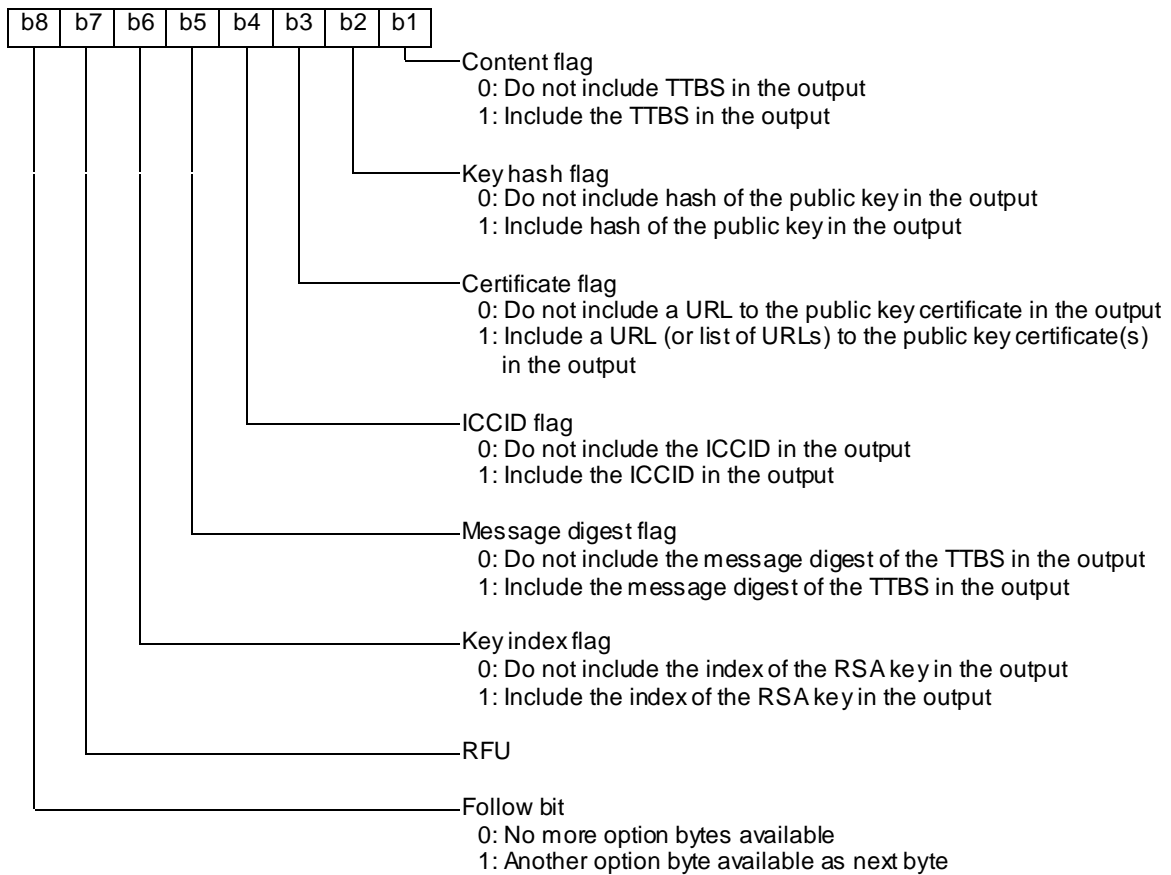 b8 b7 b6 b5 b4 b3 b2 b1
Content flag
0: Do not include TTBS in the output
1: Include the TTBS in the output
Key hash flag
0: Do not include hash of the public key in the output
1: Include hash of the public key in the output
Certificate flag
0: Do not include a URL to the public key certificate in the output
1: Include a URL (or list of URLs) to the public key certificate(s)
in the output
ICCID flag
0: Do not include the ICCID in the output
1: Include the ICCID in the output
Message digest flag
0: Do not include the message digest of the TTBS in the output
1: Include the message digest of the TTBS in the output
Key index flag
0: Do not include the index of the RSA key in the output
1: Include the index of the RSA key in the output
RFU
Follow bit
0: No more option bytes available
1: Another option byte available as next byte